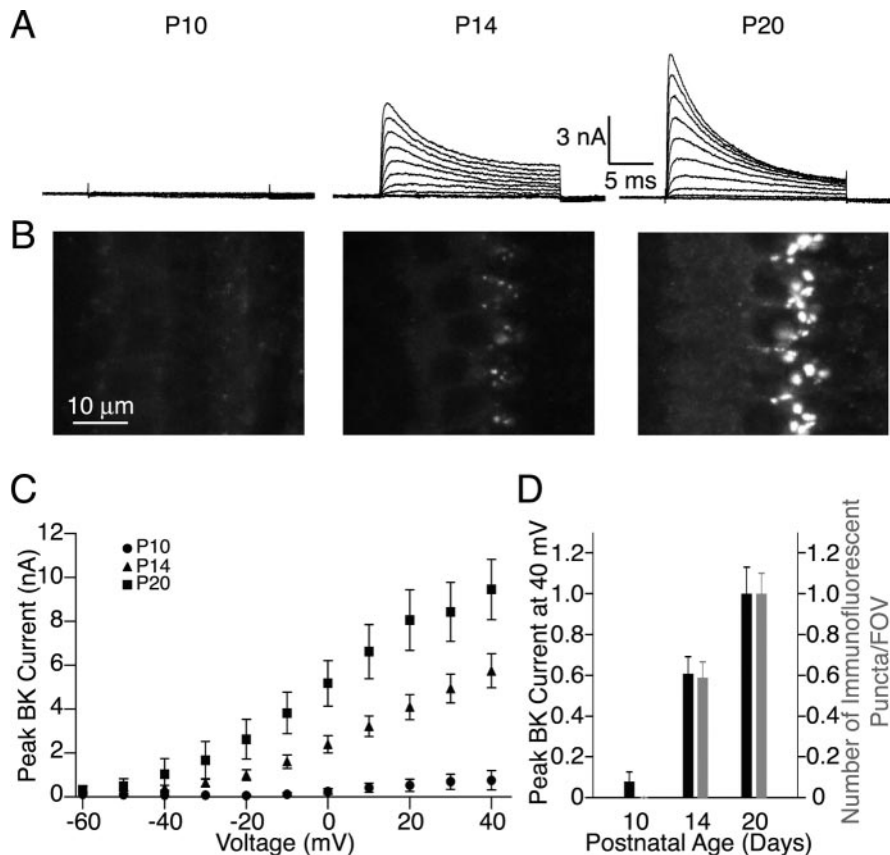 A
P10
P14
P20
3 nA
5 ms
B
10 μm
C
12
10
8
6
4
2
0
Peak BK Current (nA)
P10
P14
P20
-60
-40
-20
0
20
40
Voltage (mV)
D
Peak BK Current at 40 mV
1.2
1.0
0.8
0.6
0.4
0.2
0
1.2
1.0
0.8
0.6
0.4
0.2
0
Number of Immunofluorescent
Puncta/FOV
10
14
20
Postnatal Age (Days)